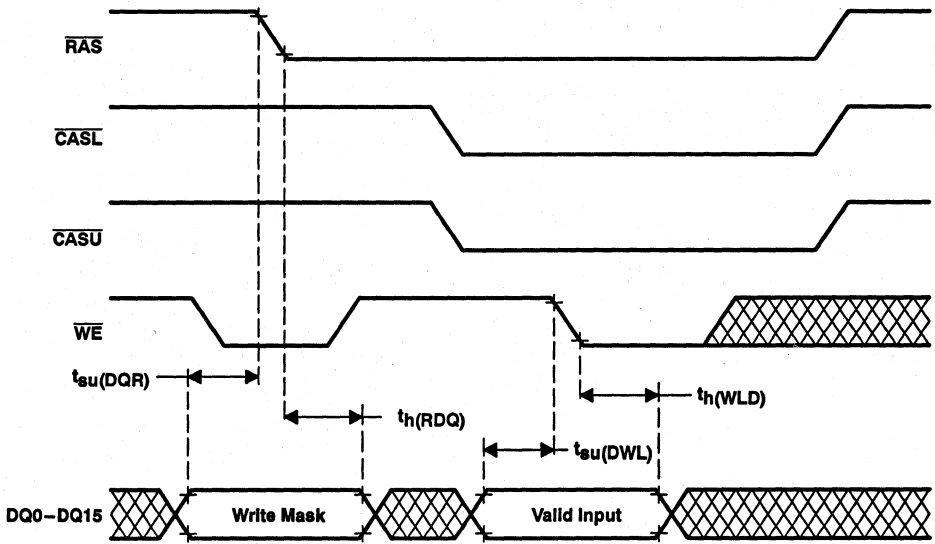 RAS
CASL
CASU
WE
tsu(DQR)
th(WLD)
th(RDQ)
tsu(DWL)
DQ0–DQ15 Write Mask Valid Input